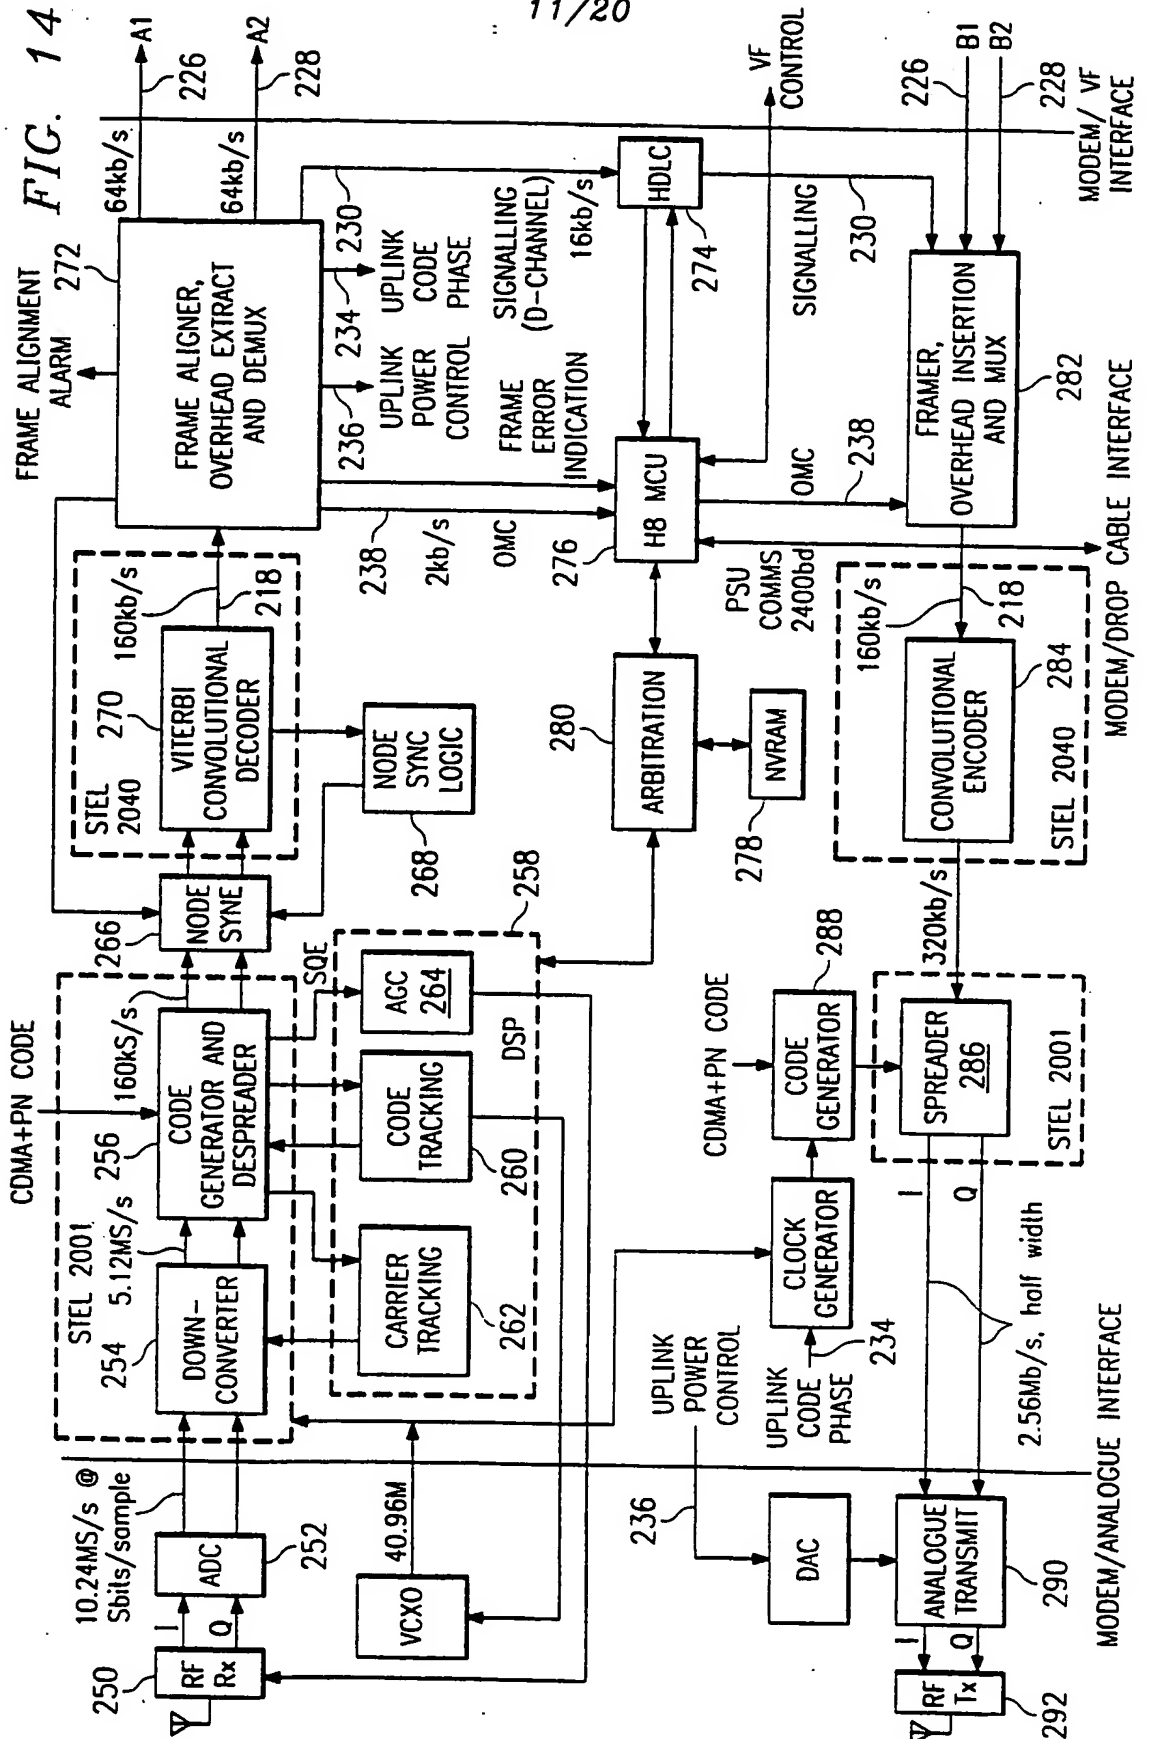 11/20
FIG. 14
FRAME ALIGNMENT
ALARM
272
64kb/s
A1
226
64kb/s
A2
228
FRAME ALIGNER,
OVERHEAD EXTRACT
AND DEMUX
230
234
UPLINK
CODE
PHASE
236
UPLINK
POWER
CONTROL
238
2kb/s
OMC
FRAME
ERROR
INDICATION
SIGNALLING
(D-CHANNEL)
16kb/s
HDLC
274
VF
CONTROL
STEL
2040
270
160kb/s
218
VITERBI
CONVOLUTIONAL
DECODER
NODE
SYNC
LOGIC
268
266
NODE
SYNE
CDMA+PN CODE
STEL 2001
256
160kS/s
CODE
GENERATOR AND
DESPREADER
5.12MS/s
254
DOWN-
CONVERTER
SQE
258
AGC
264
DSP
CODE
TRACKING
260
CARRIER
TRACKING
262
10.24MS/s @
5bits/sample
ADC
252
I
Q
250
RF
Rx
VCXO
40.96M
276
H8 MCU
280
ARBITRATION
NVRAM
278
PSU
COMMS
2400bd
OMC
238
SIGNALLING
230
226
B1
B2
228
MODEM/VF
INTERFACE
FRAMER,
OVERHEAD INSERTION
AND MUX
282
MODEM/DROP CABLE INTERFACE
160kb/s
218
CONVOLUTIONAL
ENCODER
284
STEL 2040
320kb/s
CDMA+PN CODE
288
CODE
GENERATOR
SPREADER
286
STEL 2001
CLOCK
GENERATOR
234
UPLINK
CODE
PHASE
UPLINK
POWER
CONTROL
I
Q
2.56Mb/s, half width
236
DAC
ANALOGUE
TRANSMIT
290
MODEM/ANALOGUE INTERFACE
I
Q
RF
Tx
292